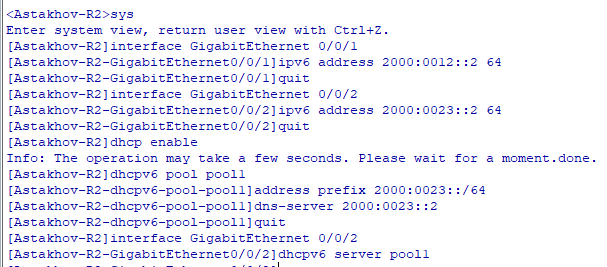 <Astakhov-R2>sys
Enter system view, return user view with Ctrl+Z.
[Astakhov-R2]interface GigabitEthernet 0/0/1
[Astakhov-R2-GigabitEthernet0/0/1]ipv6 address 2000:0012::2 64
[Astakhov-R2-GigabitEthernet0/0/1]quit
[Astakhov-R2]interface GigabitEthernet 0/0/2
[Astakhov-R2-GigabitEthernet0/0/2]ipv6 address 2000:0023::2 64
[Astakhov-R2-GigabitEthernet0/0/2]quit
[Astakhov-R2]dhcp enable
Info: The operation may take a few seconds. Please wait for a moment.done.
[Astakhov-R2]dhcpv6 pool pool1
[Astakhov-R2-dhcpv6-pool-pool1]address prefix 2000:0023::/64
[Astakhov-R2-dhcpv6-pool-pool1]dns-server 2000:0023::2
[Astakhov-R2-dhcpv6-pool-pool1]quit
[Astakhov-R2]interface GigabitEthernet 0/0/2
[Astakhov-R2-GigabitEthernet0/0/2]dhcpv6 server pool1